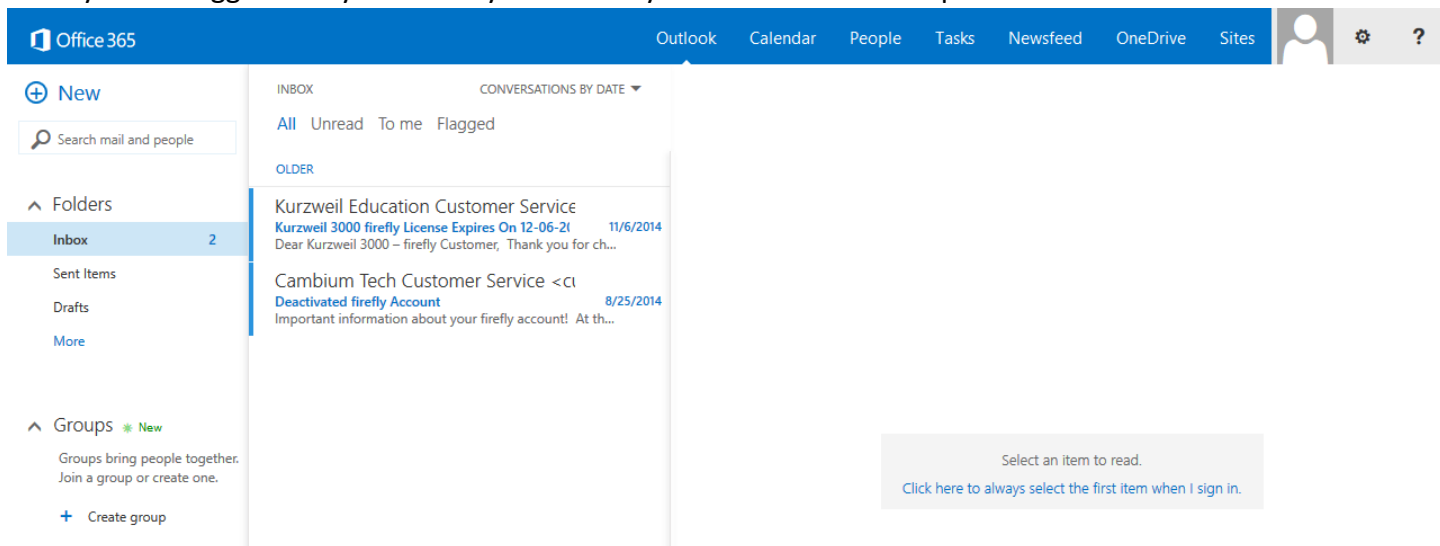 Office 365
Outlook Calendar People Tasks Newsfeed OneDrive Sites ?
New
Search mail and people
Folders
Inbox 2
Sent Items
Drafts
More
Groups New
Groups bring people together.
Join a group or create one.
+ Create group
INBOX CONVERSATIONS BY DATE
All Unread To me Flagged
OLDER
Kurzweil Education Customer Service
Kurzweil 3000 firefly License Expires On 12-06-20 11/6/2014
Dear Kurzweil 3000 – firefly Customer, Thank you for ch...
Cambium Tech Customer Service <cu
Deactivated firefly Account 8/25/2014
Important information about your firefly account! At th...
Select an item to read.
Click here to always select the first item when I sign in.